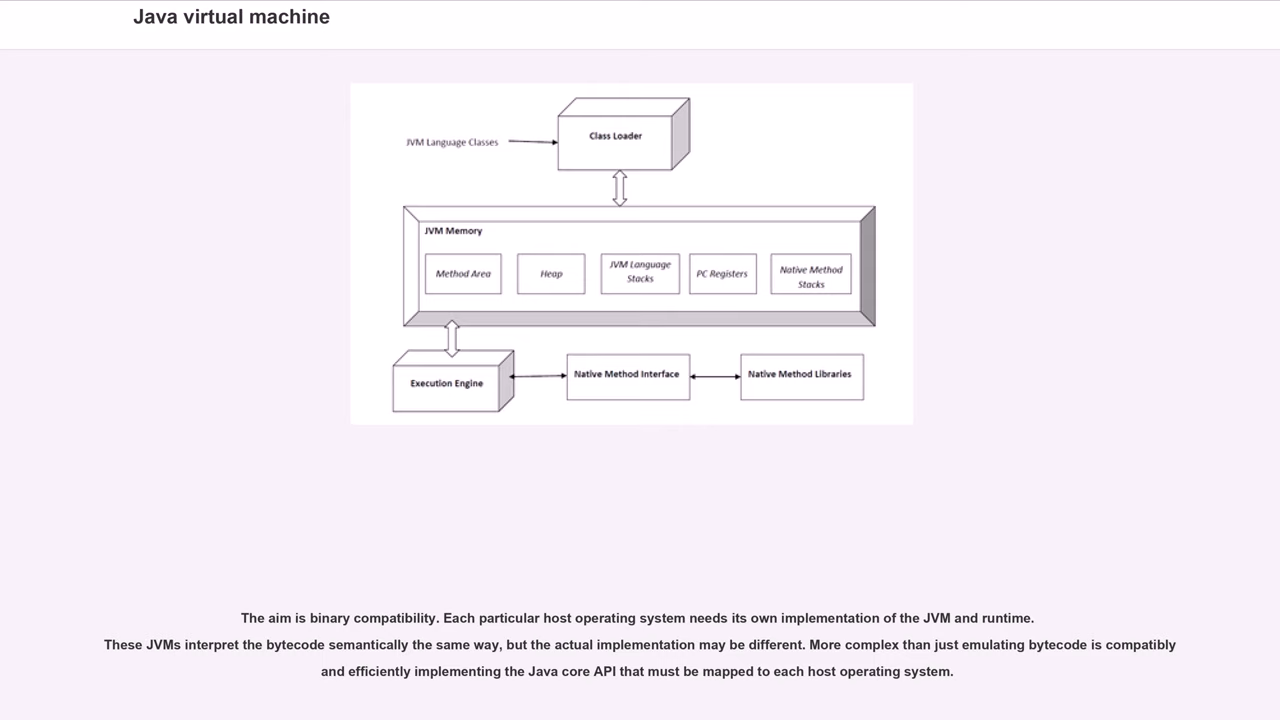 Java virtual machine
JVM Language Classes
Class Loader
JVM Memory
Method Area
Heap
JVM Language
Stacks
PC Registers
Native Method
Stacks
Execution Engine
Native Method Interface
Native Method Libraries
The aim is binary compatibility. Each particular host operating system needs its own implementation of the JVM and runtime.
These JVMs interpret the bytecode semantically the same way, but the actual implementation may be different. More complex than just emulating bytecode is compatibly
and efficiently implementing the Java core API that must be mapped to each host operating system.